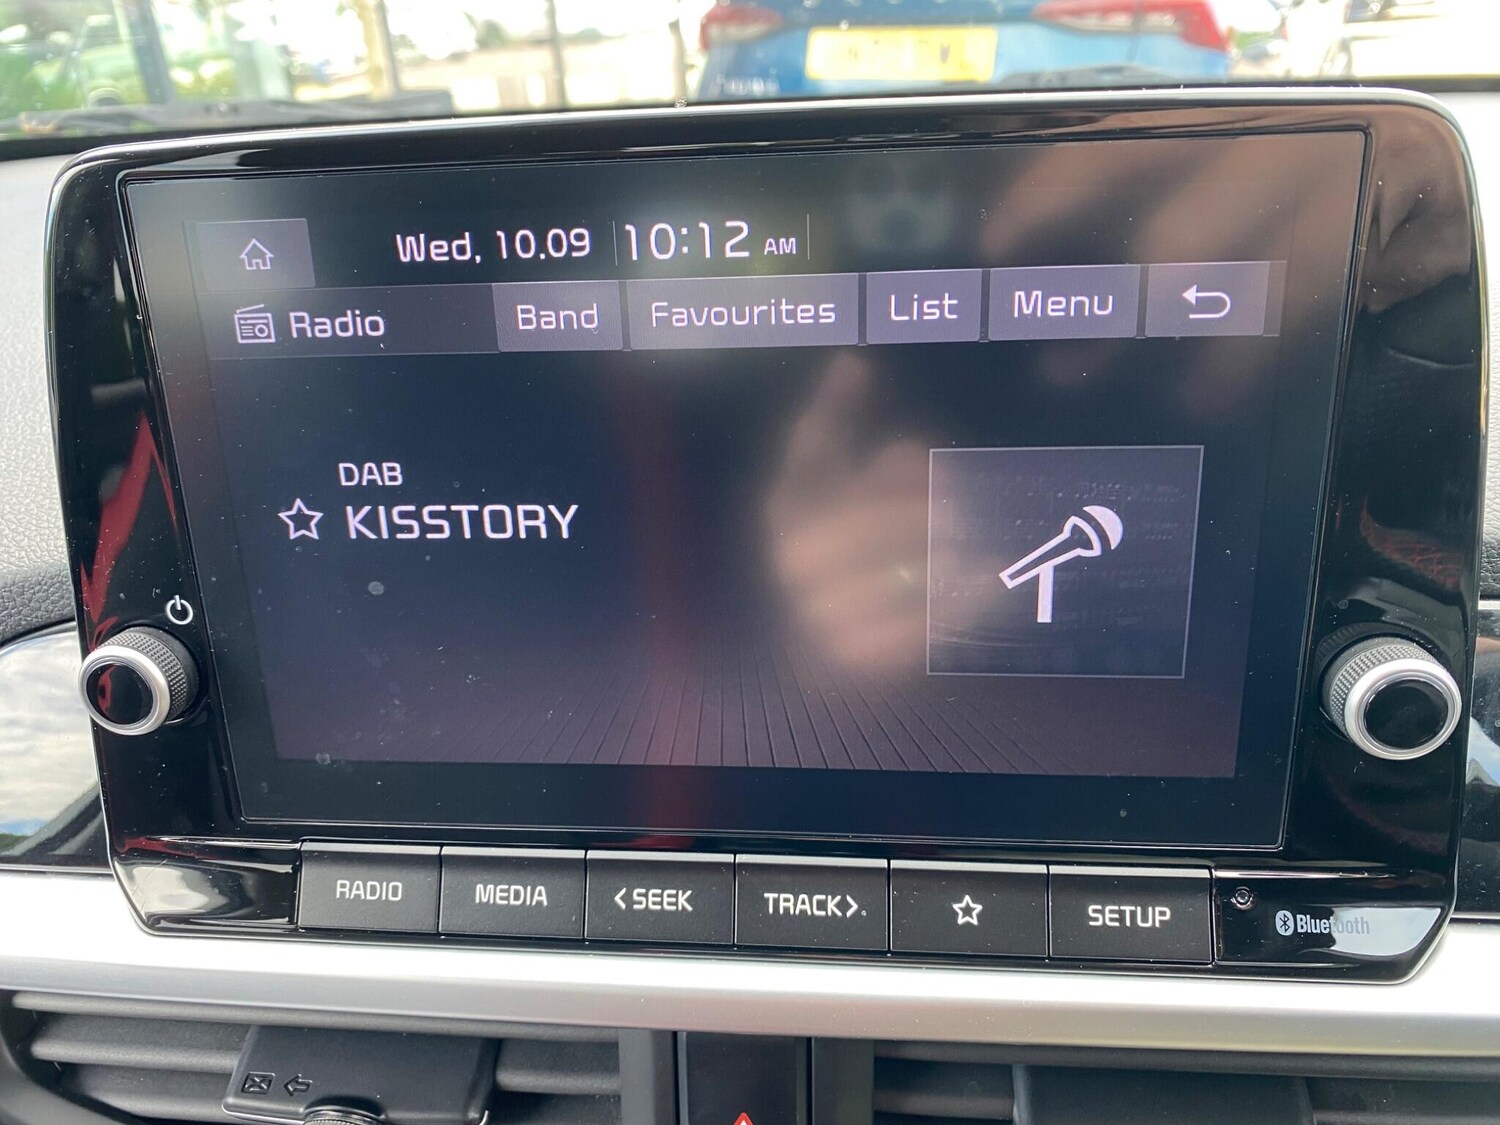 Wed, 10.09 10:12 AM
Radio Band Favourites List Menu
DAB
KISSTORY
RADIO MEDIA <SEEK TRACK> SETUP Bluetooth